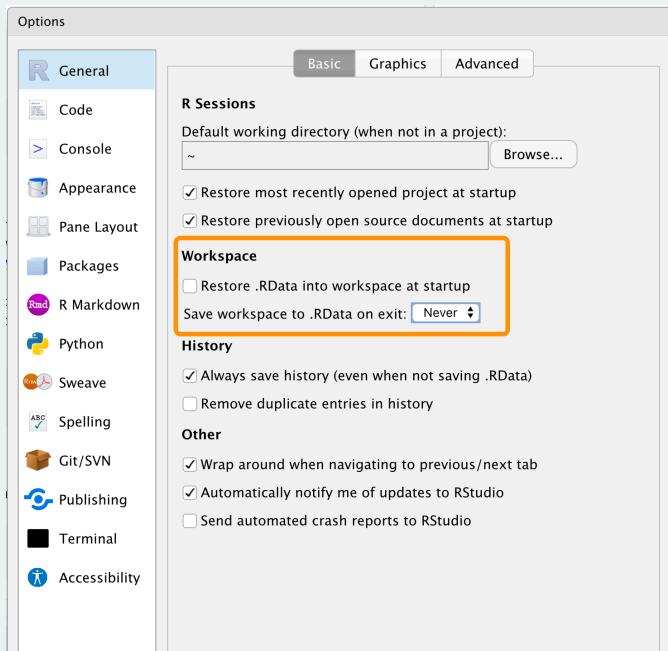 Options
General
Code
Console
Appearance
Pane Layout
Packages
R Markdown
Python
Sweave
Spelling
Git/SVN
Publishing
Terminal
Accessibility
R
>
Rmd
Rnw
ABC
Basic Graphics Advanced
R Sessions
Default working directory (when not in a project):
~ Browse...
Restore most recently opened project at startup
Restore previously open source documents at startup
Workspace
Restore .RData into workspace at startup
Save workspace to .RData on exit: Never
History
Always save history (even when not saving .RData)
Remove duplicate entries in history
Other
Wrap around when navigating to previous/next tab
Automatically notify me of updates to RStudio
Send automated crash reports to RStudio